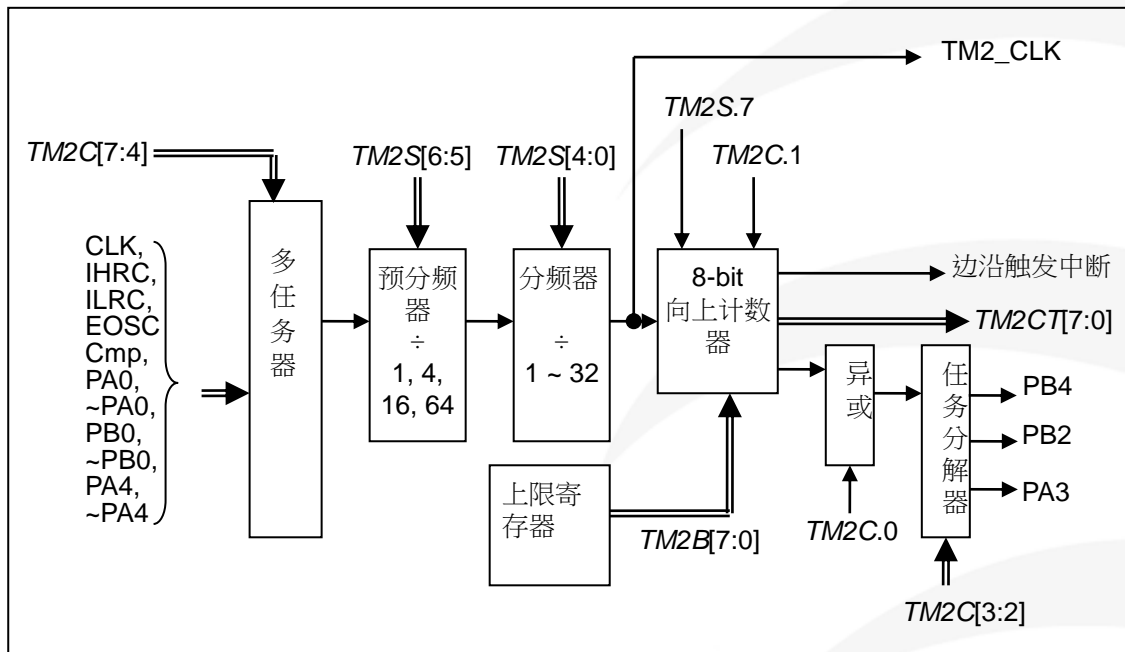 TM2_CLK
TM2S.7
TM2C[7:4]
TM2S[6:5]
TM2S[4:0]
TM2C.1
CLK,
IHRC,
ILRC,
EOSC
Cmp,
PA0,
~PA0,
PB0,
~PB0,
PA4,
~PA4
多
任
务
器
预分频
器
÷
1, 4,
16, 64
分频器
÷
1 ~ 32
8-bit
向上计数
器
边沿触发中断
TM2CT[7:0]
异
或
任
务
分
解
器
PB4
PB2
PA3
上限寄
存器
TM2B[7:0]
TM2C.0
TM2C[3:2]